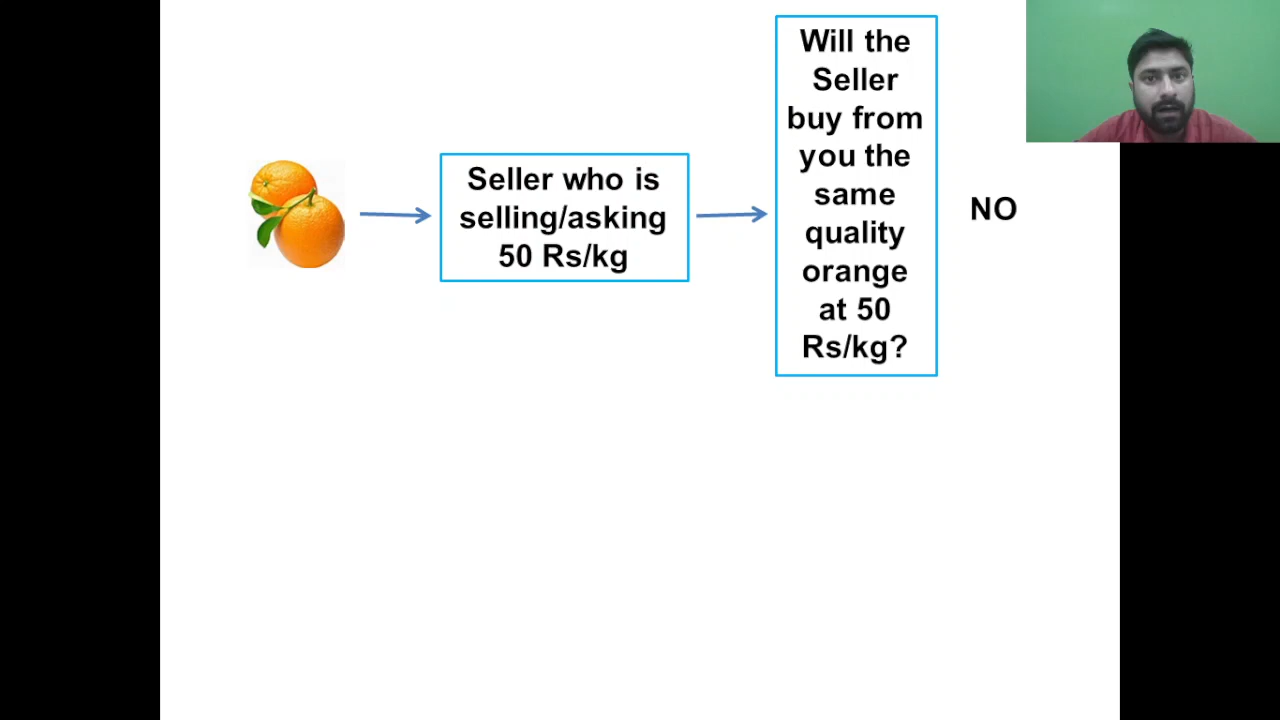 Seller who is
selling/asking
50 Rs/kg
Will the
Seller
buy from
you the
same
quality
orange
at 50
Rs/kg?
NO